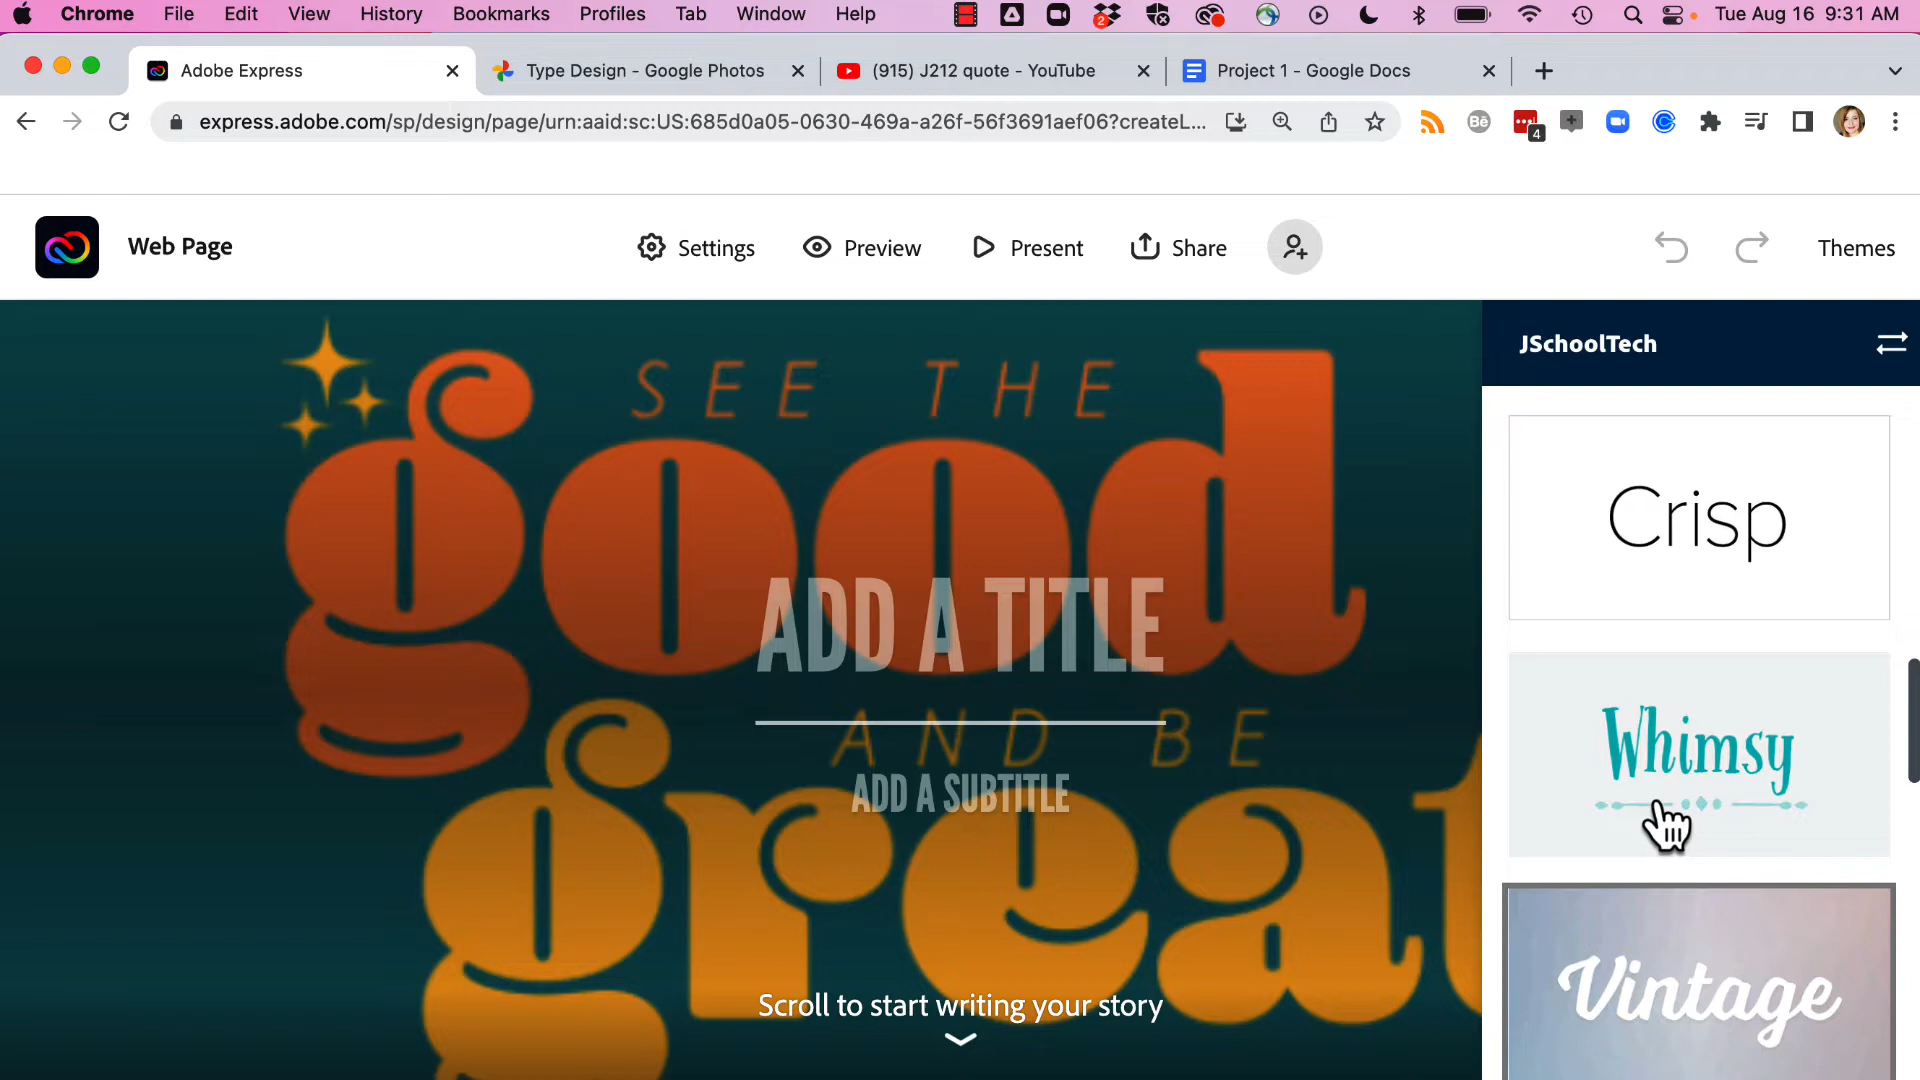 Chrome File Edit View History Bookmarks Profiles Tab Window Help 2 Tue Aug 16 9:31 AM
Adobe Express Type Design - Google Photos (915) J212 quote - YouTube Project 1 - Google Docs
express.adobe.com/sp/design/page/urn:aaid:sc:US:685d0a05-0630-469a-a26f-56f3691aef06?createL... Bē 4
Web Page Settings Preview Present Share Themes
JSchoolTech
SEE THE
good
Crisp
ADD A TITLE
AND BE
Whimsy
ADD A SUBTITLE
great
Vintage
Scroll to start writing your story